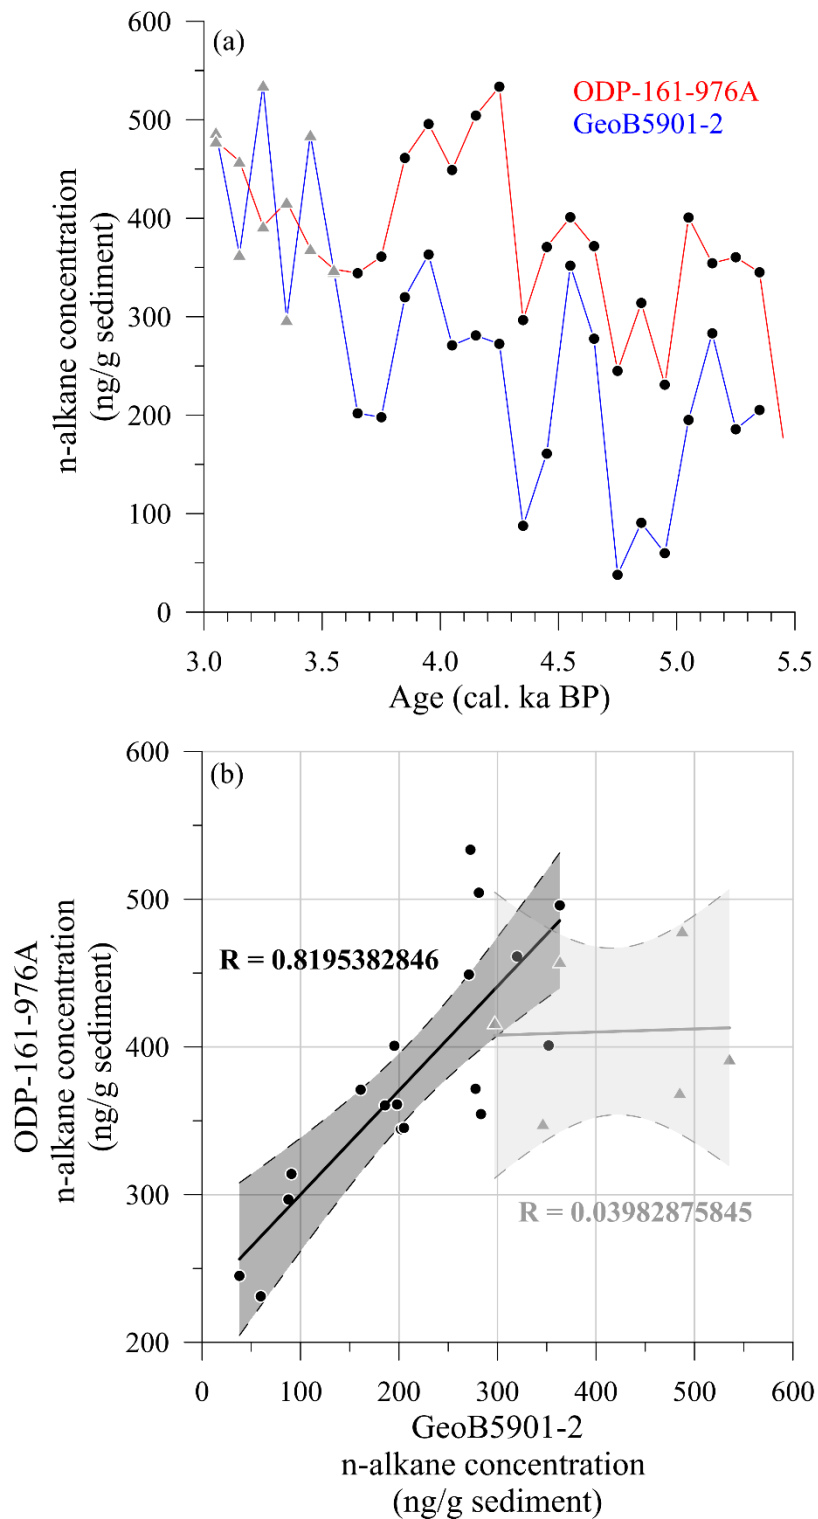 600
(a)
ODP-161-976A
500
GeoB5901-2
400
300
200
100
0
n-alkane concentration
(ng/g sediment)
3.0 3.5 4.0 4.5 5.0 5.5
Age (cal. ka BP)
600
(b)
500
R = 0.8195382846
400
300
R = 0.03982875845
200
ODP-161-976A
n-alkane concentration
(ng/g sediment)
0 100 200 300 400 500 600
GeoB5901-2
n-alkane concentration
(ng/g sediment)